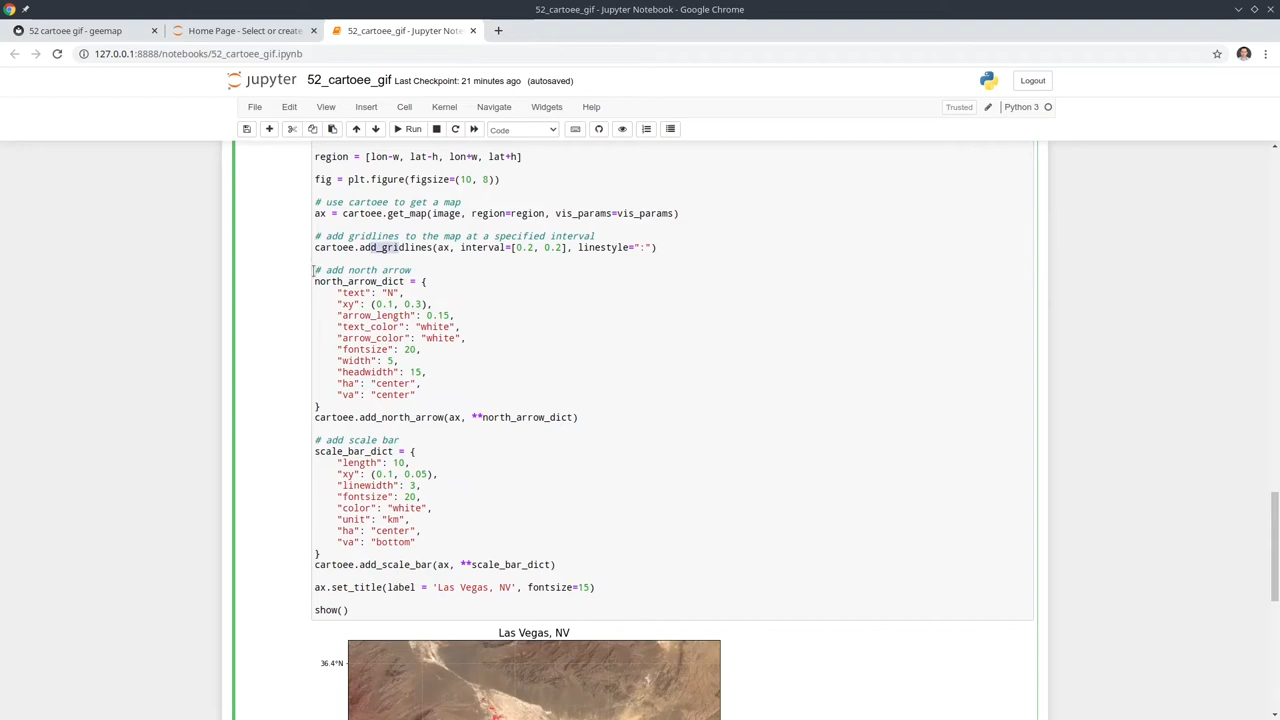 52_cartoee_gif - Jupyter Notebook - Google Chrome
52 cartoee gif - geemap
Home Page - Select or create
52_cartoee_gif - Jupyter Note
127.0.0.1:8888/notebooks/52_cartoee_gif.ipynb
jupyter 52_cartoee_gif Last Checkpoint: 21 minutes ago (autosaved)
Logout
File Edit View Insert Cell Kernel Navigate Widgets Help
Trusted Python 3
Run Code
region = [lon-w, lat-h, lon+w, lat+h]
fig = plt.figure(figsize=(10, 8))
# use cartoee to get a map
ax = cartoee.get_map(image, region=region, vis_params=vis_params)
# add gridlines to the map at a specified interval
cartoee.add_gridlines(ax, interval=[0.2, 0.2], linestyle=":")
# add north arrow
north_arrow_dict = {
"text": "N",
"xy": (0.1, 0.3),
"arrow_length": 0.15,
"text_color": "white",
"arrow_color": "white",
"fontsize": 20,
"width": 5,
"headwidth": 15,
"ha": "center",
"va": "center"
}
cartoee.add_north_arrow(ax, **north_arrow_dict)
# add scale bar
scale_bar_dict = {
"length": 10,
"xy": (0.1, 0.05),
"linewidth": 3,
"fontsize": 20,
"color": "white",
"unit": "km",
"ha": "center",
"va": "bottom"
}
cartoee.add_scale_bar(ax, **scale_bar_dict)
ax.set_title(label = 'Las Vegas, NV', fontsize=15)
show()
Las Vegas, NV
36.4°N